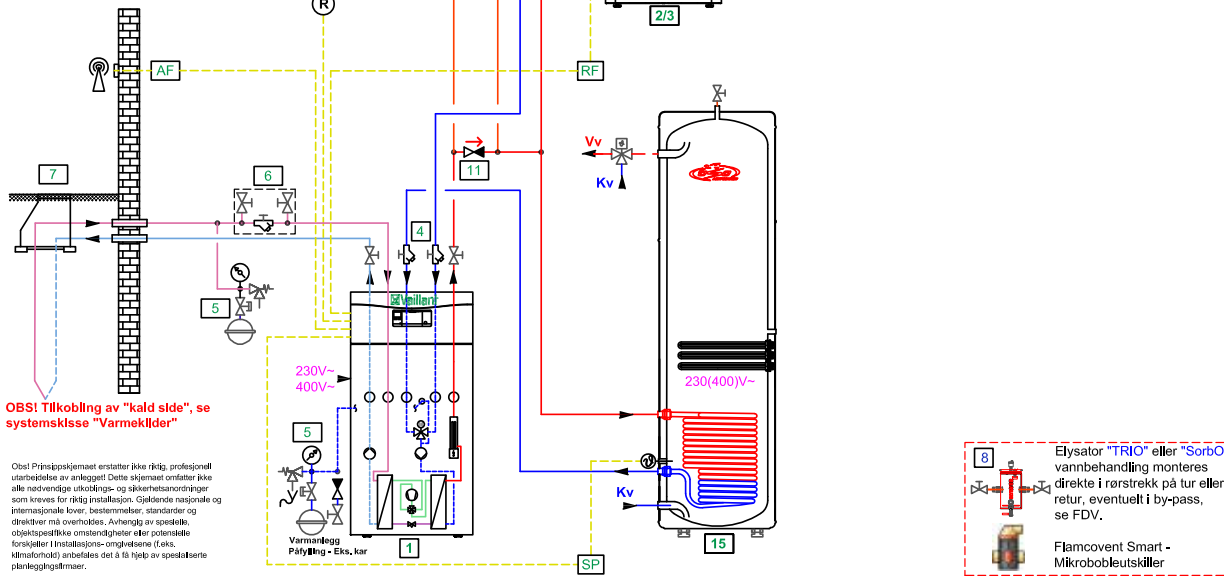 R
2/3
AF
RF
7
6
11
Vv
Kv
4
5
Vaillant
230V~
400V~
230(400)V~
OBS! Tilkobling av "kald side", se
systemskisse "Varmekilder"
5
Obs! Prinsippskjemaet erstatter ikke riktig, profesjonell
utarbeidelse av anlegget! Dette skjemaet omfatter ikke
alle nødvendige utkoblings- og sikkerhetsanordninger
som kreves for riktig installasjon. Gjeldende nasjonale og
internasjonale lover, bestemmelser, standarder og
direktiver må overholdes. Avhengig av spesielle,
objektspesifikke omstendigheter eller potensielle
forskjeller i installasjons- omgivelsene (f.eks.
klimaforhold) anbefales det å få hjelp av spesialiserte
planleggingsfirmaer.
Varmanlegg
Påfylling - Eks. kar
1
Kv
15
SP
8
Elysator "TRIO" eller "SorbO
vannbehandling monteres
direkte i rørstrekk på tur eller
retur, eventuelt i by-pass,
se FDV.
Flamcovent Smart -
Mikrobobleutskiller